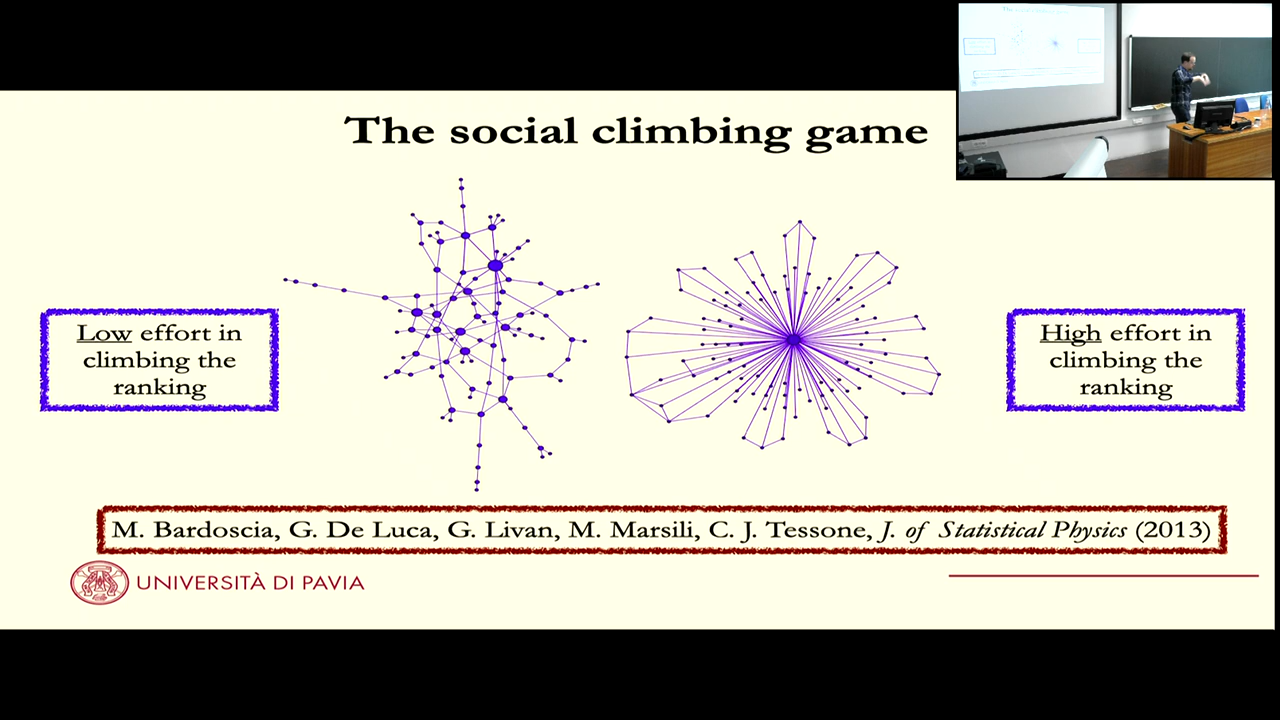 The social climbing game
Low effort in
climbing the
ranking
High effort in
climbing the
ranking
M. Bardoscia, G. De Luca, G. Livan, M. Marsili, C. J. Tessone, J. of Statistical Physics (2013)
UNIVERSITÀ DI PAVIA